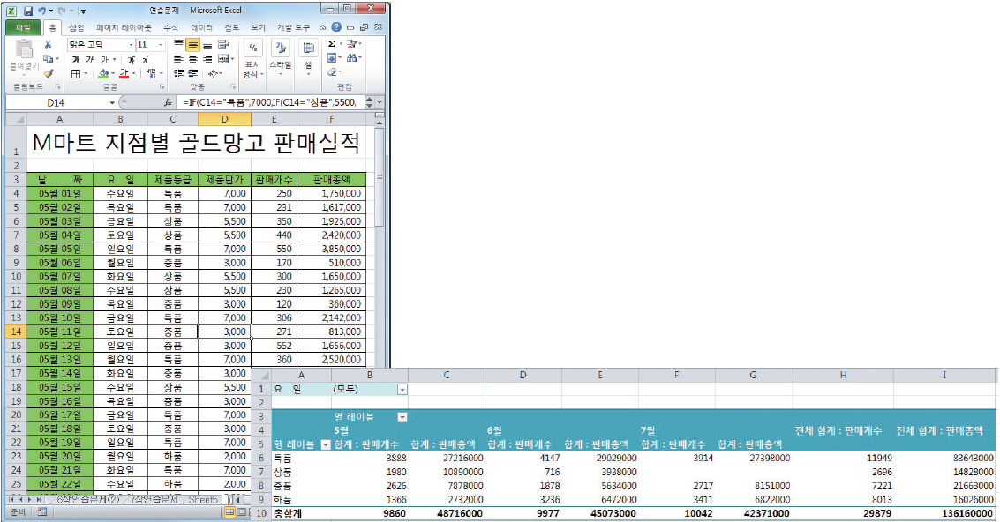 연습문제 - Microsoft Excel
파일 홈 삽입 페이지 레이아웃 수식 데이터 검토 보기 개발 도구
맑은 고딕 11
붙여넣기
표시 형식 스타일 셀
클립보드 글꼴 맞춤 편집
D14 fx =IF(C14="특품",7000,IF(C14="상품",5500,
A B C D E F
1 M마트 지점별 골드망고 판매실적
2
3 날 짜 요 일 제품등급 제품단가 판매개수 판매총액
4 05월 01일 수요일 특품 7,000 250 1,750,000
5 05월 02일 목요일 특품 7,000 231 1,617,000
6 05월 03일 금요일 상품 5,500 350 1,925,000
7 05월 04일 토요일 상품 5,500 440 2,420,000
8 05월 05일 일요일 특품 7,000 550 3,850,000
9 05월 06일 월요일 중품 3,000 170 510,000
10 05월 07일 화요일 상품 5,500 300 1,650,000
11 05월 08일 수요일 상품 5,500 230 1,265,000
12 05월 09일 목요일 중품 3,000 120 360,000
13 05월 10일 금요일 특품 7,000 306 2,142,000
14 05월 11일 토요일 중품 3,000 271 813,000
15 05월 12일 일요일 중품 3,000 552 1,656,000
16 05월 13일 월요일 특품 7,000 360 2,520,000
17 05월 14일 화요일 중품 3,000
18 05월 15일 수요일 상품 5,500
19 05월 16일 목요일 중품 3,000
20 05월 17일 금요일 특품 7,000
21 05월 18일 토요일 중품 3,000
22 05월 19일 일요일 특품 7,000
23 05월 20일 월요일 하품 2,000
24 05월 21일 화요일 특품 7,000
25 05월 22일 수요일 하품 2,000
6장연습문제(2) 7장연습문제 Sheet5
준비
A B C D E F G H I
1 요 일 (모두)
2
3 열 레이블
4 5월 6월 7월 전체 합계 : 판매개수 전체 합계 : 판매총액
5 행 레이블 합계 : 판매개수 합계 : 판매총액 합계 : 판매개수 합계 : 판매총액 합계 : 판매개수 합계 : 판매총액
6 특품 3888 27216000 4147 29029000 3914 27398000 11949 83643000
7 상품 1980 10890000 716 3938000 2696 14828000
8 중품 2626 7878000 1878 5634000 2717 8151000 7221 21663000
9 하품 1366 2732000 3236 6472000 3411 6822000 8013 16026000
10 총합계 9860 48716000 9977 45073000 10042 42371000 29879 136160000